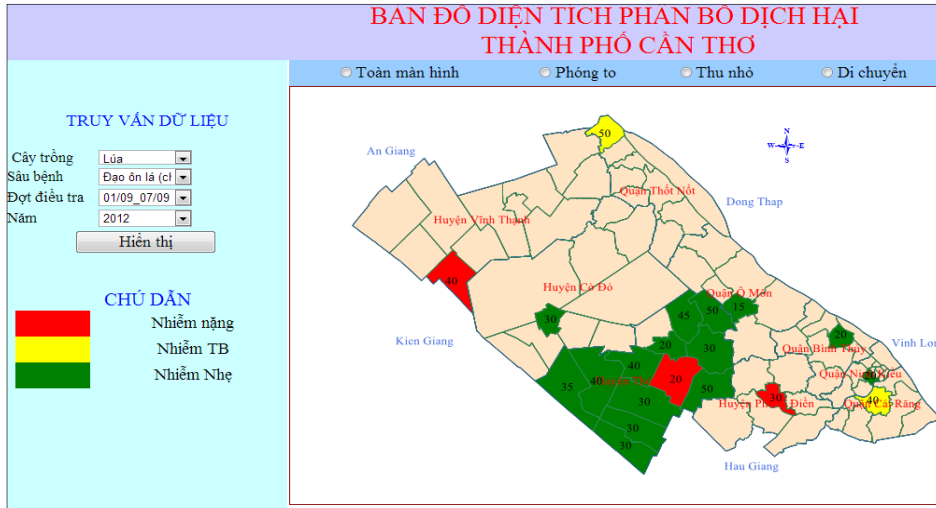 BẢN ĐỒ DIỆN TÍCH PHÂN BỐ DỊCH HẠI
THÀNH PHỐ CẦN THƠ
Toàn màn hình
Phóng to
Thu nhỏ
Di chuyển
TRUY VẤN DỮ LIỆU
Cây trồng
Lúa
Sâu bệnh
Đạo ôn lá (cł
Đợt điều tra
01/09_07/09
Năm
2012
Hiển thị
CHÚ DẪN
Nhiễm nặng
Nhiễm TB
Nhiễm Nhẹ
50
N
W E
S
An Giang
Quận Thốt Nốt
Dong Thap
Huyện Vĩnh Thạnh
40
Huyện Cờ Đỏ
Quận Ô Môn
15
50
45
30
Kien Giang
20
Vinh Lon
Quận Bình Thủy
20
30
40
Quận Ninh Kiều
20
35
40
20
50
30
Huyện Phong Điền
30
40
Quận Cái Răng
30
30
Hau Giang